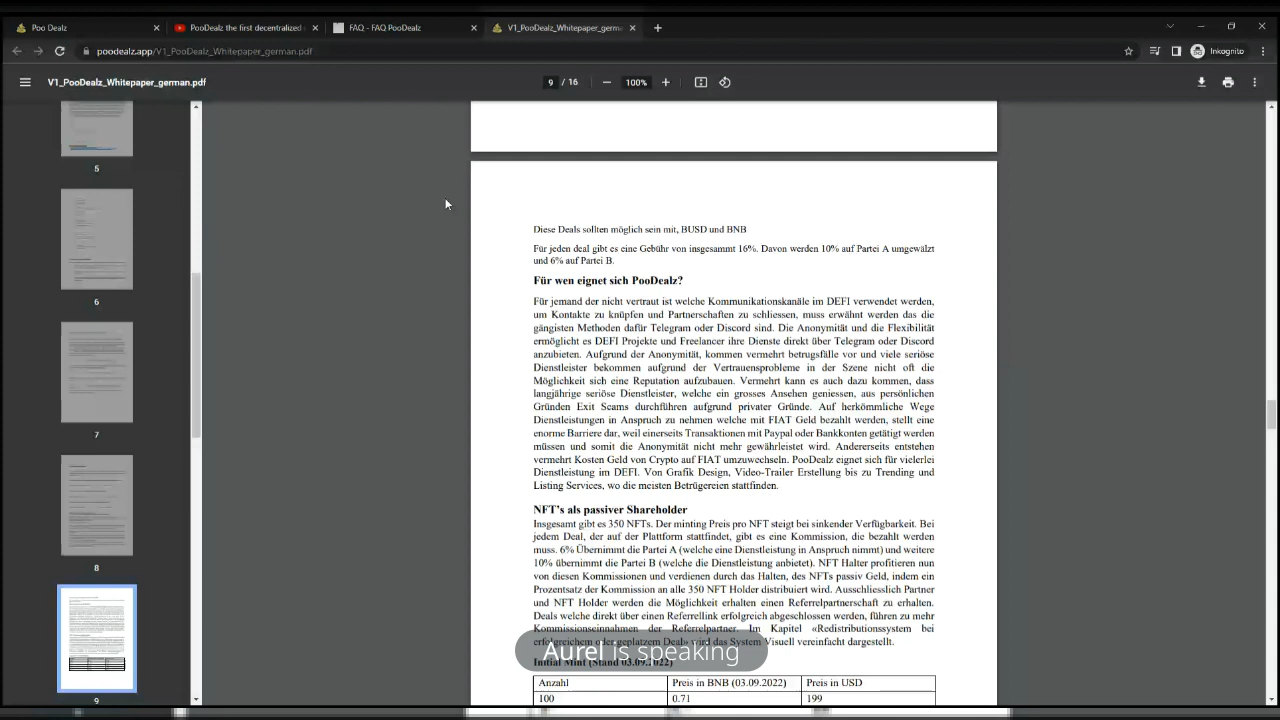 Poo Dealz
PooDealz the first decentralized
FAQ - FAQ PooDealz
V1_PooDealz_Whitepaper_germ
poodealz.app/V1_PooDealz_Whitepaper_german.pdf
Inkognito
V1_PooDealz_Whitepaper_german.pdf
9 / 16
100%
5
6
7
8
9
Diese Deals sollten möglich sein mit, BUSD und BNB
Für jeden deal gibt es eine Gebühr von insgesammt 16%. Davon werden 10% auf Partei A umgewälzt
und 6% auf Partei B.
Für wen eignet sich PooDealz?
Für jemand der nicht vertraut ist welche Kommunikationskanäle im DEFI verwendet werden,
um Kontakte zu knüpfen und Partnerschaften zu schliessen, muss erwähnt werden das die
gängisten Methoden dafür Telegram oder Discord sind. Die Anonymität und die Flexibilität
ermöglicht es DEFI Projekte und Freelancer ihre Dienste direkt über Telegram oder Discord
anzubieten. Aufgrund der Anonymität, kommen vermehrt betrugsfälle vor und viele seriöse
Dienstleister bekommen aufgrund der Vertrauensprobleme in der Szene nicht oft die
Möglichkeit sich eine Reputation aufzubauen. Vermehrt kann es auch dazu kommen, dass
langjährige seriöse Dienstleister, welche ein grosses Ansehen geniessen, aus persönlichen
Gründen Exit Scams durchführen aufgrund privater Gründe. Auf herkömmliche Wege
Dienstleistungen in Anspruch zu nehmen welche mit FIAT Geld bezahlt werden, stellt eine
enorme Barriere dar, weil einerseits Transaktionen mit Paypal oder Bankkonten getätigt werden
müssen und somit die Anonymität nicht mehr gewährleistet wird. Andererseits entstehen
vermehrt Kosten Geld von Crypto auf FIAT umzuwechseln. PooDealz eignet sich für vielerlei
Dienstleistung im DEFI. Von Grafik Design, Video-Trailer Erstellung bis zu Trending und
Listing Services, wo die meisten Betrügereien stattfinden.
NFT's als passiver Shareholder
Insgesamt gibt es 350 NFTs. Der minting Preis pro NFT steigt bei sinkender Verfügbarkeit. Bei
jedem Deal, der auf der Plattform stattfindet, gibt es eine Kommission, die bezahlt werden
muss. 6% Übernimmt die Partei A (welche eine Dienstleistung in Anspruch nimmt) und weitere
10% übernimmt die Partei B (welche die Dienstleistung anbietet). NFT Halter profitieren nun
von diesen Kommissionen und verdienen durch das Halten, des NFTs passiv Geld, indem ein
Prozentsatz der Kommission an alle 350 NFT Holder distribuiert wird. Ausschliesslich Partner
und NFT Holder werden die Möglichkeit erhalten einen Referrelpartnerschaft zu erhalten.
Deals welche direkt über einen Referrellink erfolgreich abgeschlossen werden, führen zu mehr
Kommissionseinnahmen der Referrelpartner. Im Kapitel «Redistributionssystem bei
erfolgreichem oder geplatzem Deal» wird das System Visuell vereinfacht dargestellt.
Aurel is speaking
Initial Mint (Stand 03.09.2022)
Anzahl Preis in BNB (03.09.2022) Preis in USD
100 0.71 199